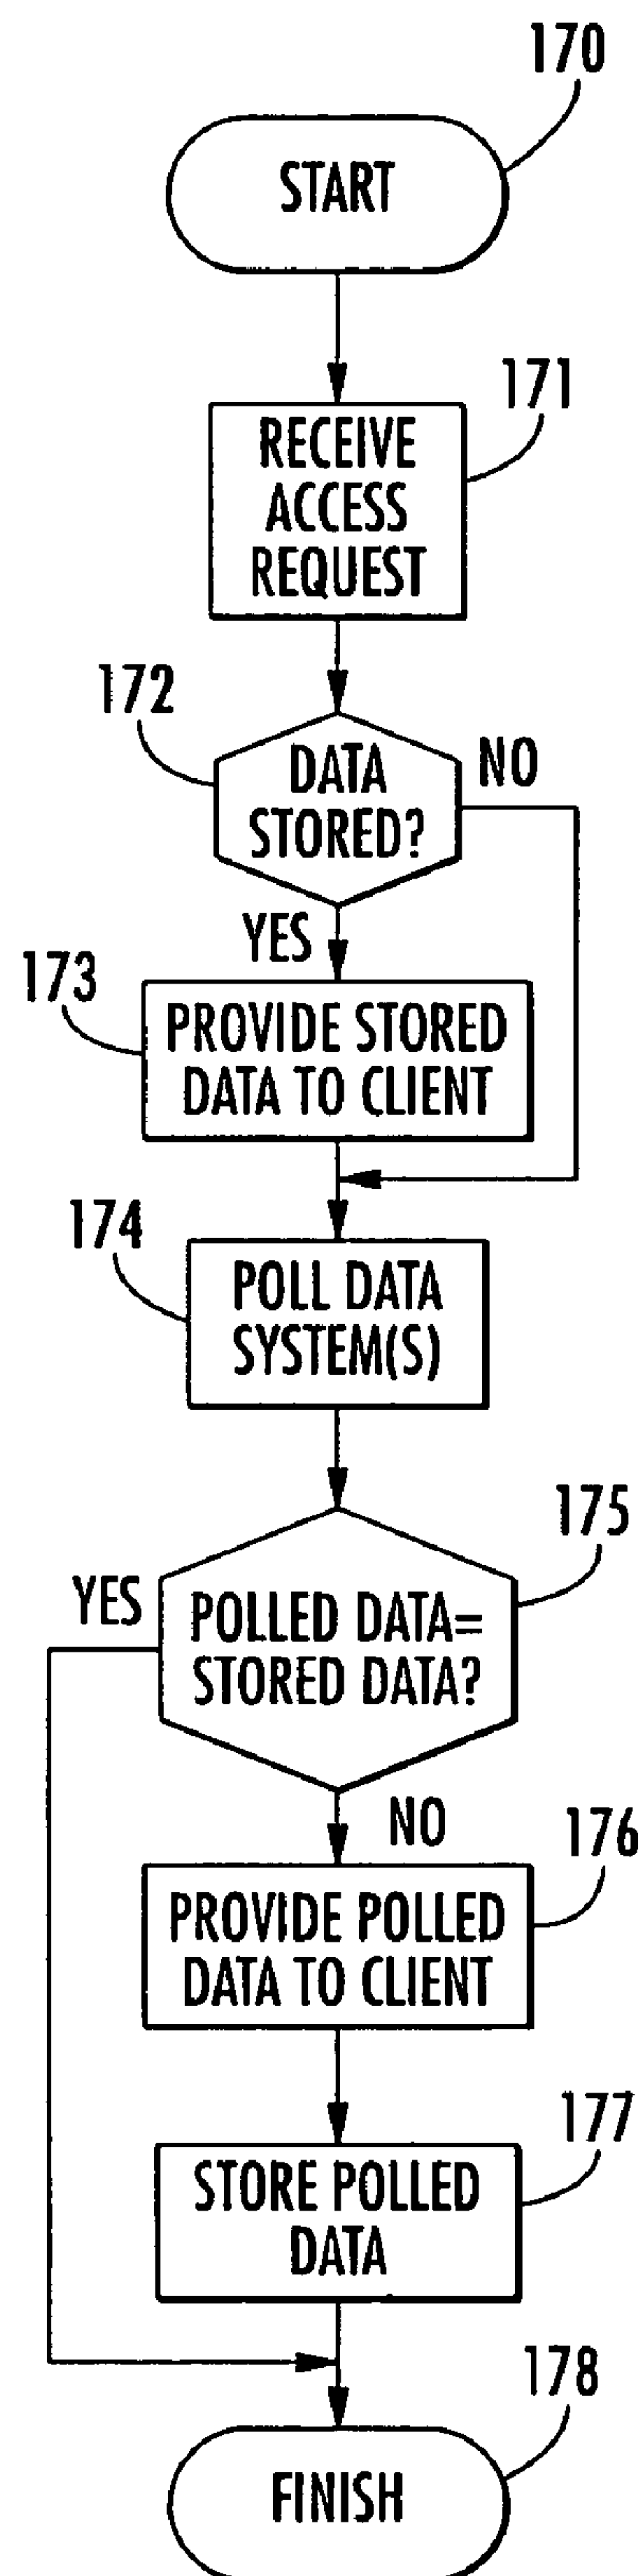 170
START
171
RECEIVE
ACCESS
REQUEST
172
DATA
STORED?
NO
YES
173
PROVIDE STORED
DATA TO CLIENT
174
POLL DATA
SYSTEM(S)
175
YES
POLLED DATA=
STORED DATA?
NO
176
PROVIDE POLLED
DATA TO CLIENT
177
STORE POLLED
DATA
178
FINISH